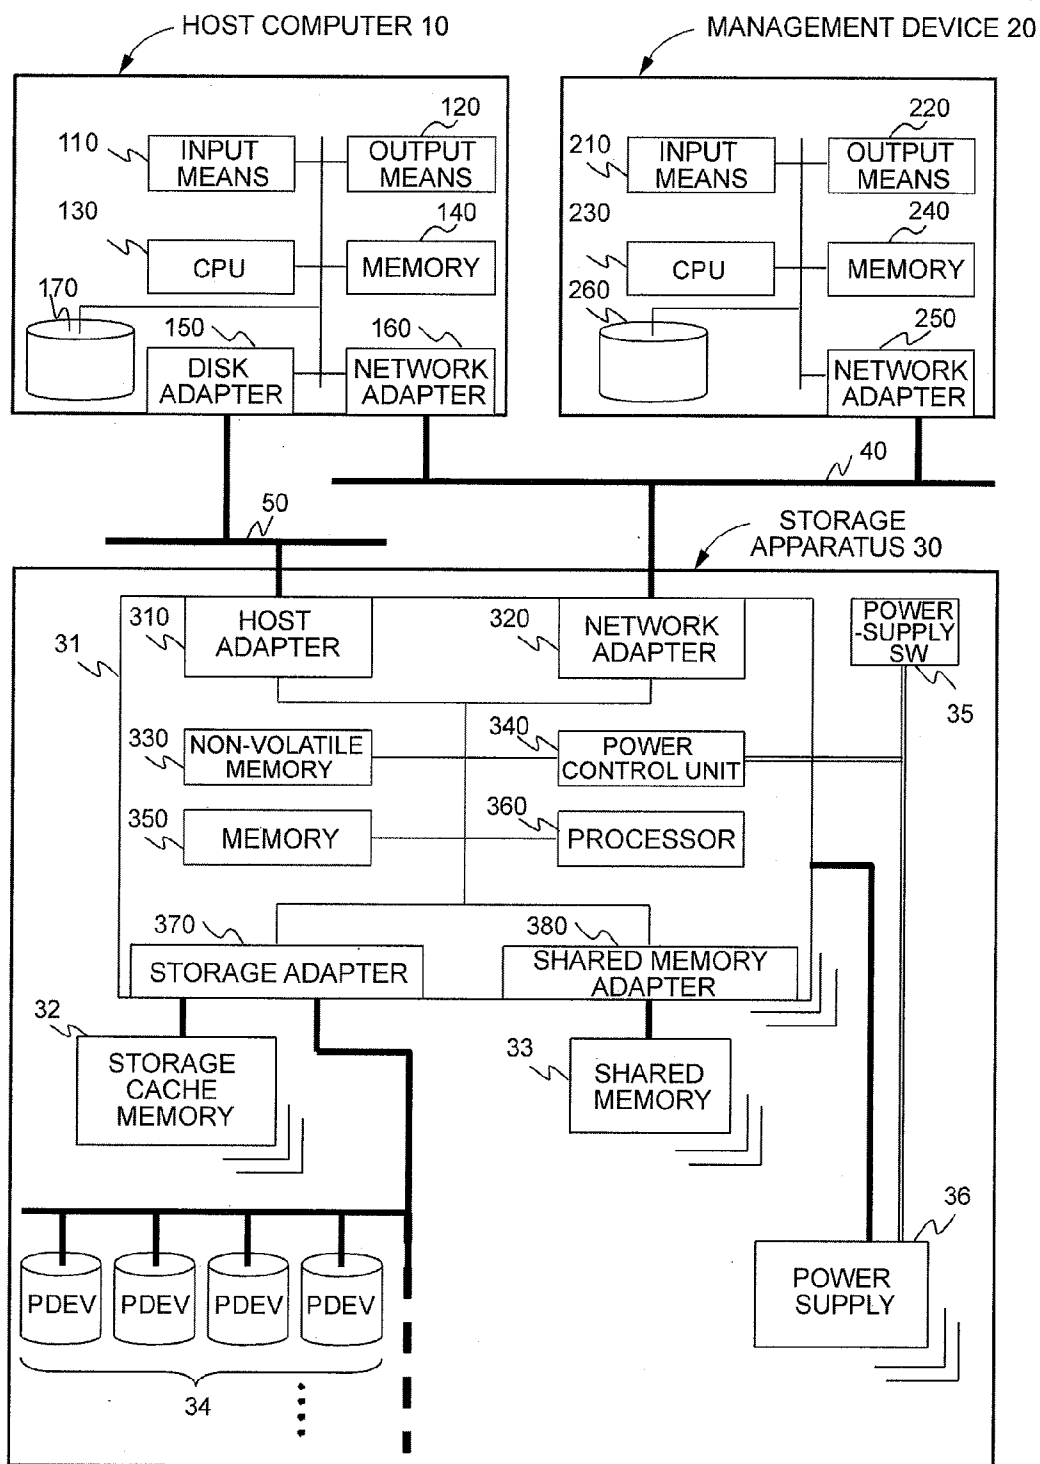 HOST COMPUTER 10
MANAGEMENT DEVICE 20
110
INPUT
MEANS
120
OUTPUT
MEANS
130
CPU
140
MEMORY
170
150
DISK
ADAPTER
160
NETWORK
ADAPTER
210
INPUT
MEANS
220
OUTPUT
MEANS
230
CPU
240
MEMORY
260
250
NETWORK
ADAPTER
40
50
STORAGE
APPARATUS 30
31
310
HOST
ADAPTER
320
NETWORK
ADAPTER
POWER
-SUPPLY
SW
35
330
NON-VOLATILE
MEMORY
340
POWER
CONTROL UNIT
350
MEMORY
360
PROCESSOR
370
STORAGE ADAPTER
380
SHARED MEMORY
ADAPTER
32
STORAGE
CACHE
MEMORY
33
SHARED
MEMORY
36
POWER
SUPPLY
PDEV
PDEV
PDEV
PDEV
34